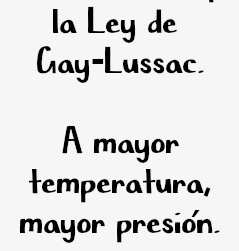 la Ley de
Gay-Lussac.
A mayor
temperatura,
mayor presión.